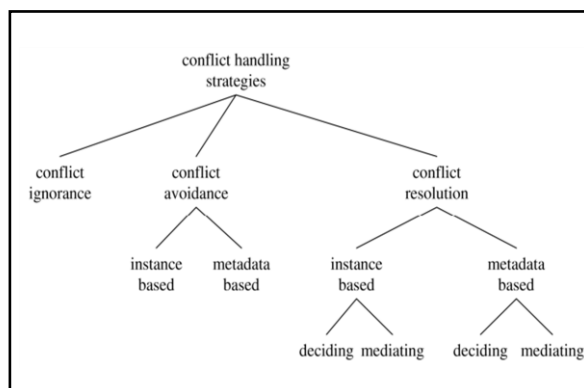 conflict handling
strategies
conflict
ignorance
conflict
avoidance
conflict
resolution
instance
based
metadata
based
instance
based
metadata
based
deciding mediating
deciding mediating